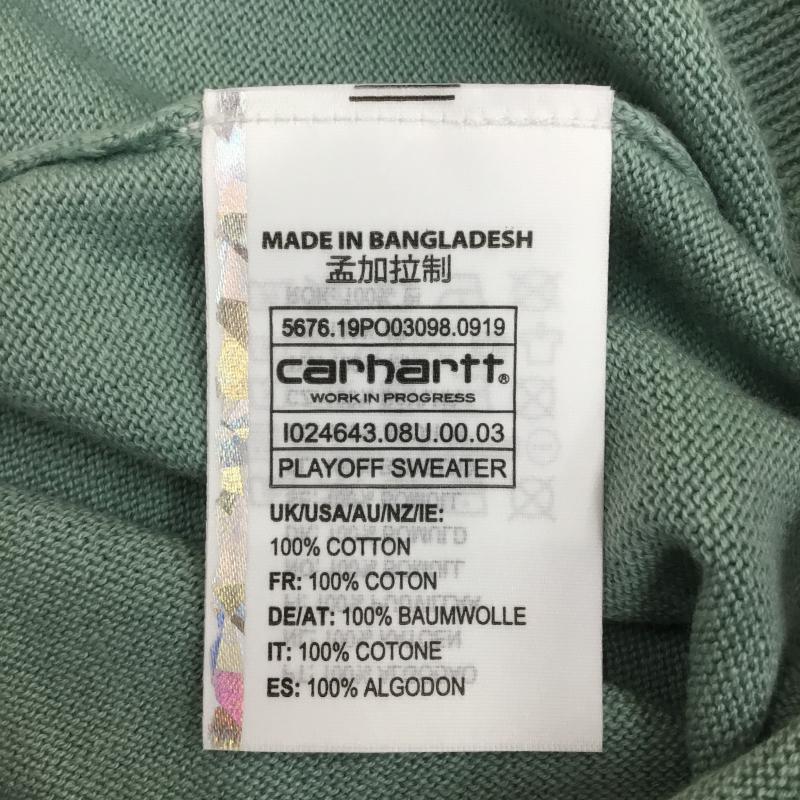 MADE IN BANGLADESH
孟加拉制
5676.19PO03098.0919
carhartt®
WORK IN PROGRESS
I024643.08U.00.03
PLAYOFF SWEATER
UK/USA/AU/NZ/IE:
100% COTTON
FR: 100% COTON
DE/AT: 100% BAUMWOLLE
IT: 100% COTONE
ES: 100% ALGODON